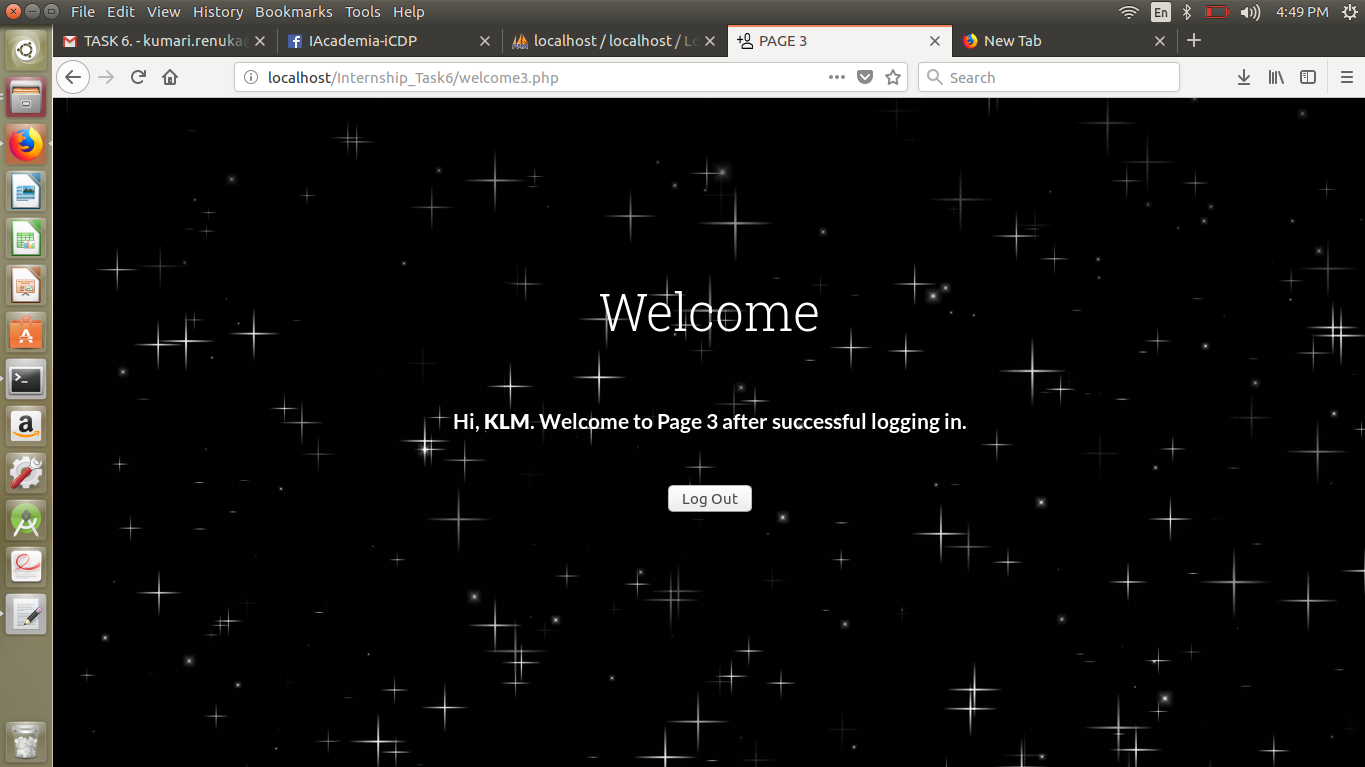 File Edit View History Bookmarks Tools Help
En
4:49 PM
TASK 6. - kumari.renuka
IAcademia-iCDP
localhost / localhost / Lo
PAGE 3
New Tab
localhost/Internship_Task6/welcome3.php
Search
Welcome
Hi, KLM. Welcome to Page 3 after successful logging in.
Log Out